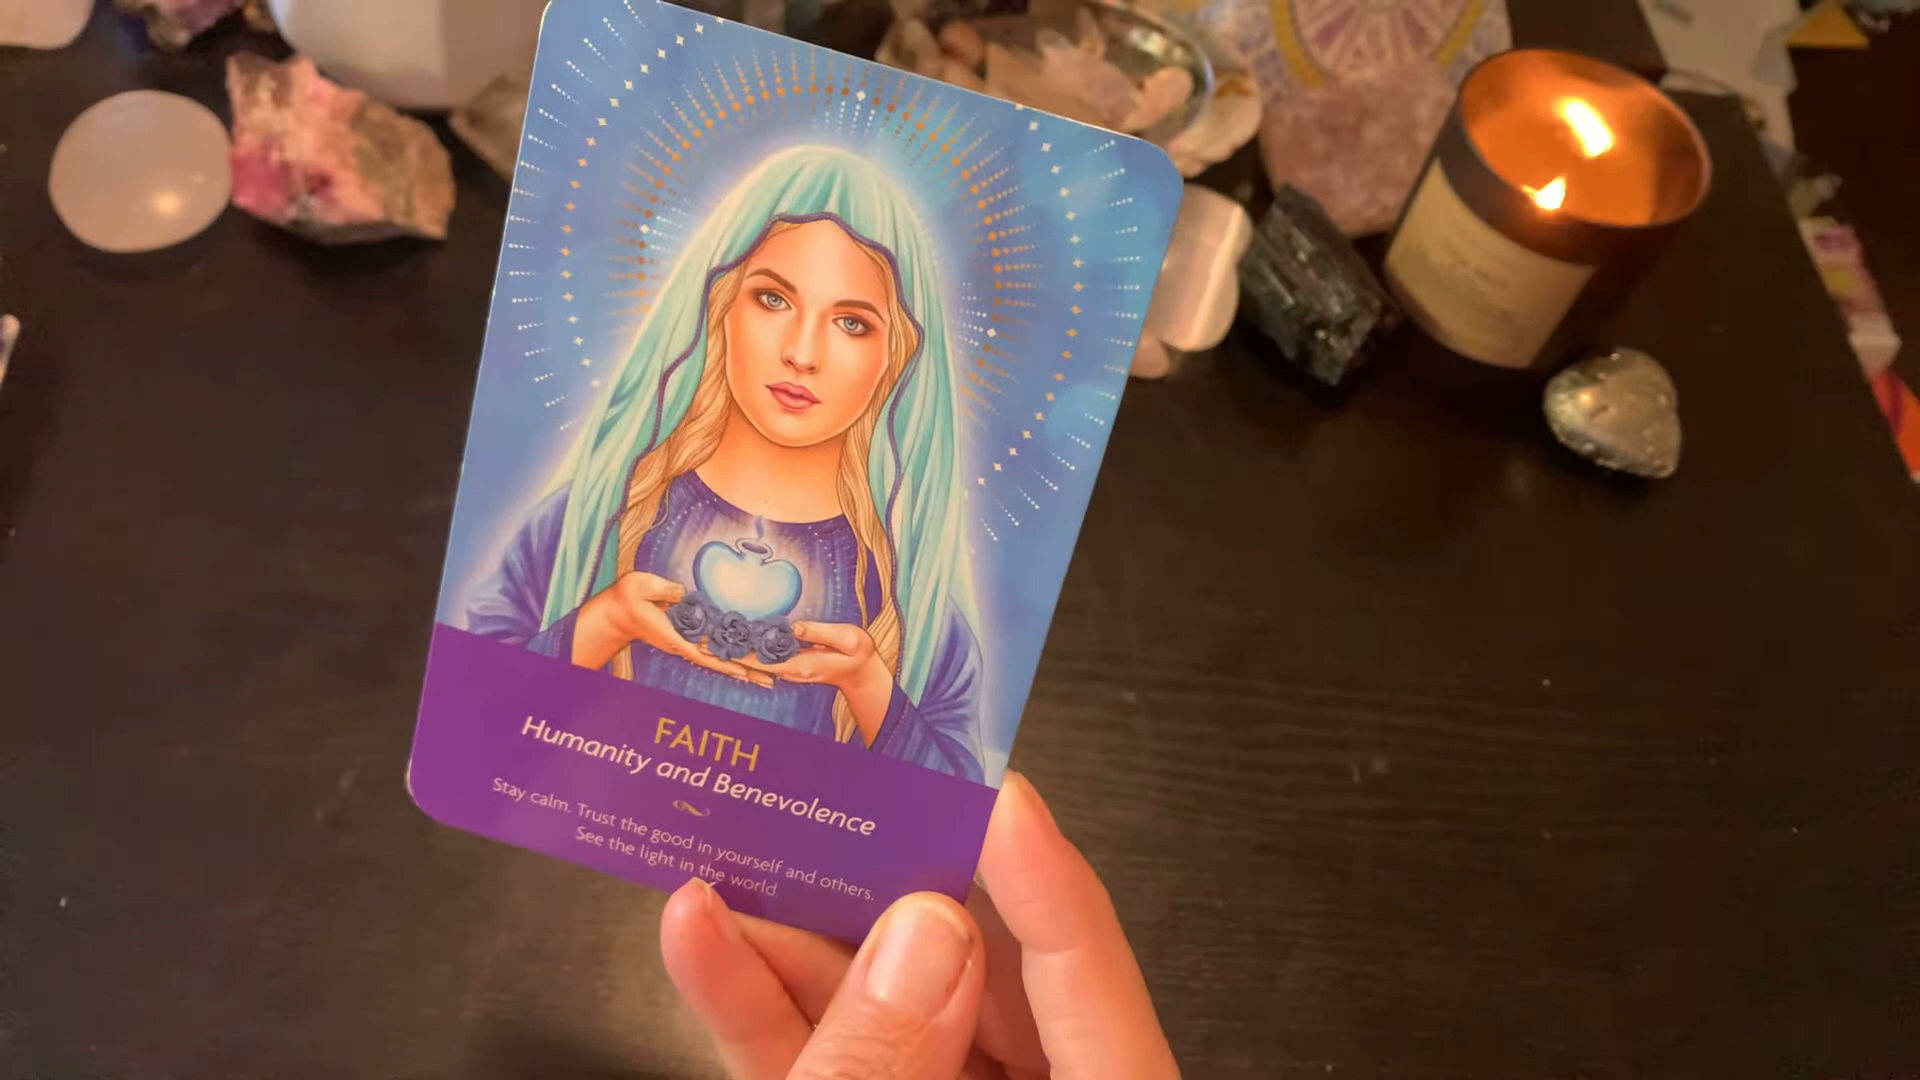 FAITH
Humanity and Benevolence
Stay calm. Trust the good in yourself and others.
See the light in the world.